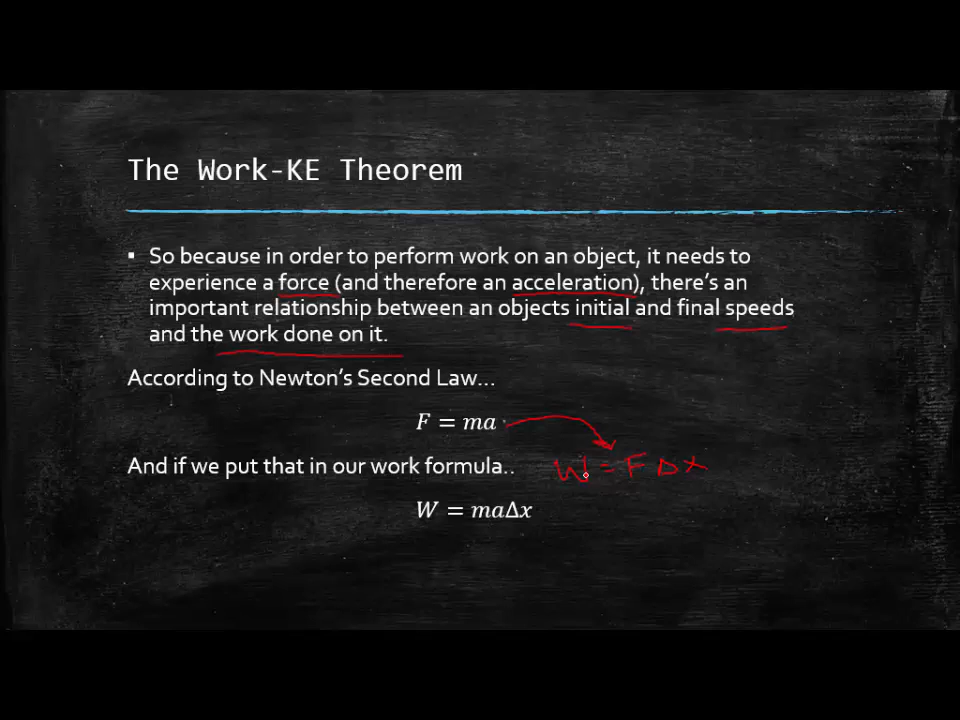 The Work-KE Theorem
▪ So because in order to perform work on an object, it needs to
experience a force (and therefore an acceleration), there's an
important relationship between an objects initial and final speeds
and the work done on it.
According to Newton's Second Law...
F = ma
And if we put that in our work formula.. W = F Δx
W = maΔx